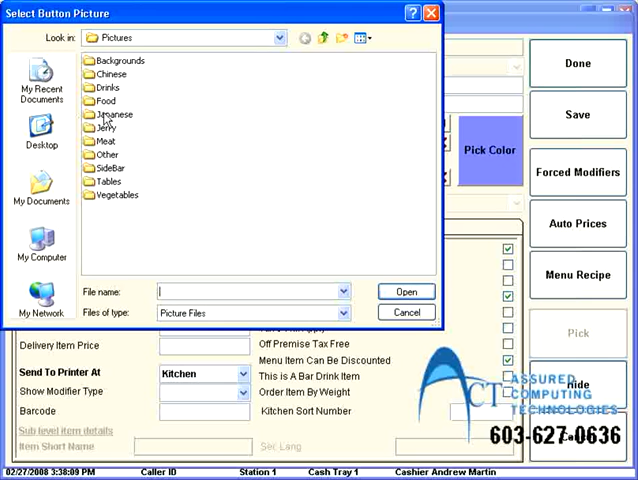 Select Button Picture
Look in: Pictures
My Recent Documents
Desktop
My Documents
My Computer
My Network
Backgrounds
Chinese
Drinks
Food
Japanese
Jerry
Meat
Other
SideBar
Tables
Vegetables
File name:
Open
Files of type: Picture Files
Cancel
Pick Color
Done
Save
Forced Modifiers
Auto Prices
Menu Recipe
Pick
Hide
Delivery Item Price
Off Premise Tax Free
Menu Item Can Be Discounted
Send To Printer At Kitchen
This is A Bar Drink Item
Show Modifier Type
Order Item By Weight
Barcode
Kitchen Sort Number
Sub level item details
Item Short Name
Sec Lang
ACT ASSURED
COMPUTING
TECHNOLOGIES
603-627-0636
02/27/2008 3:38:09 PM Caller ID Station 1 Cash Tray 1 Cashier Andrew Martin